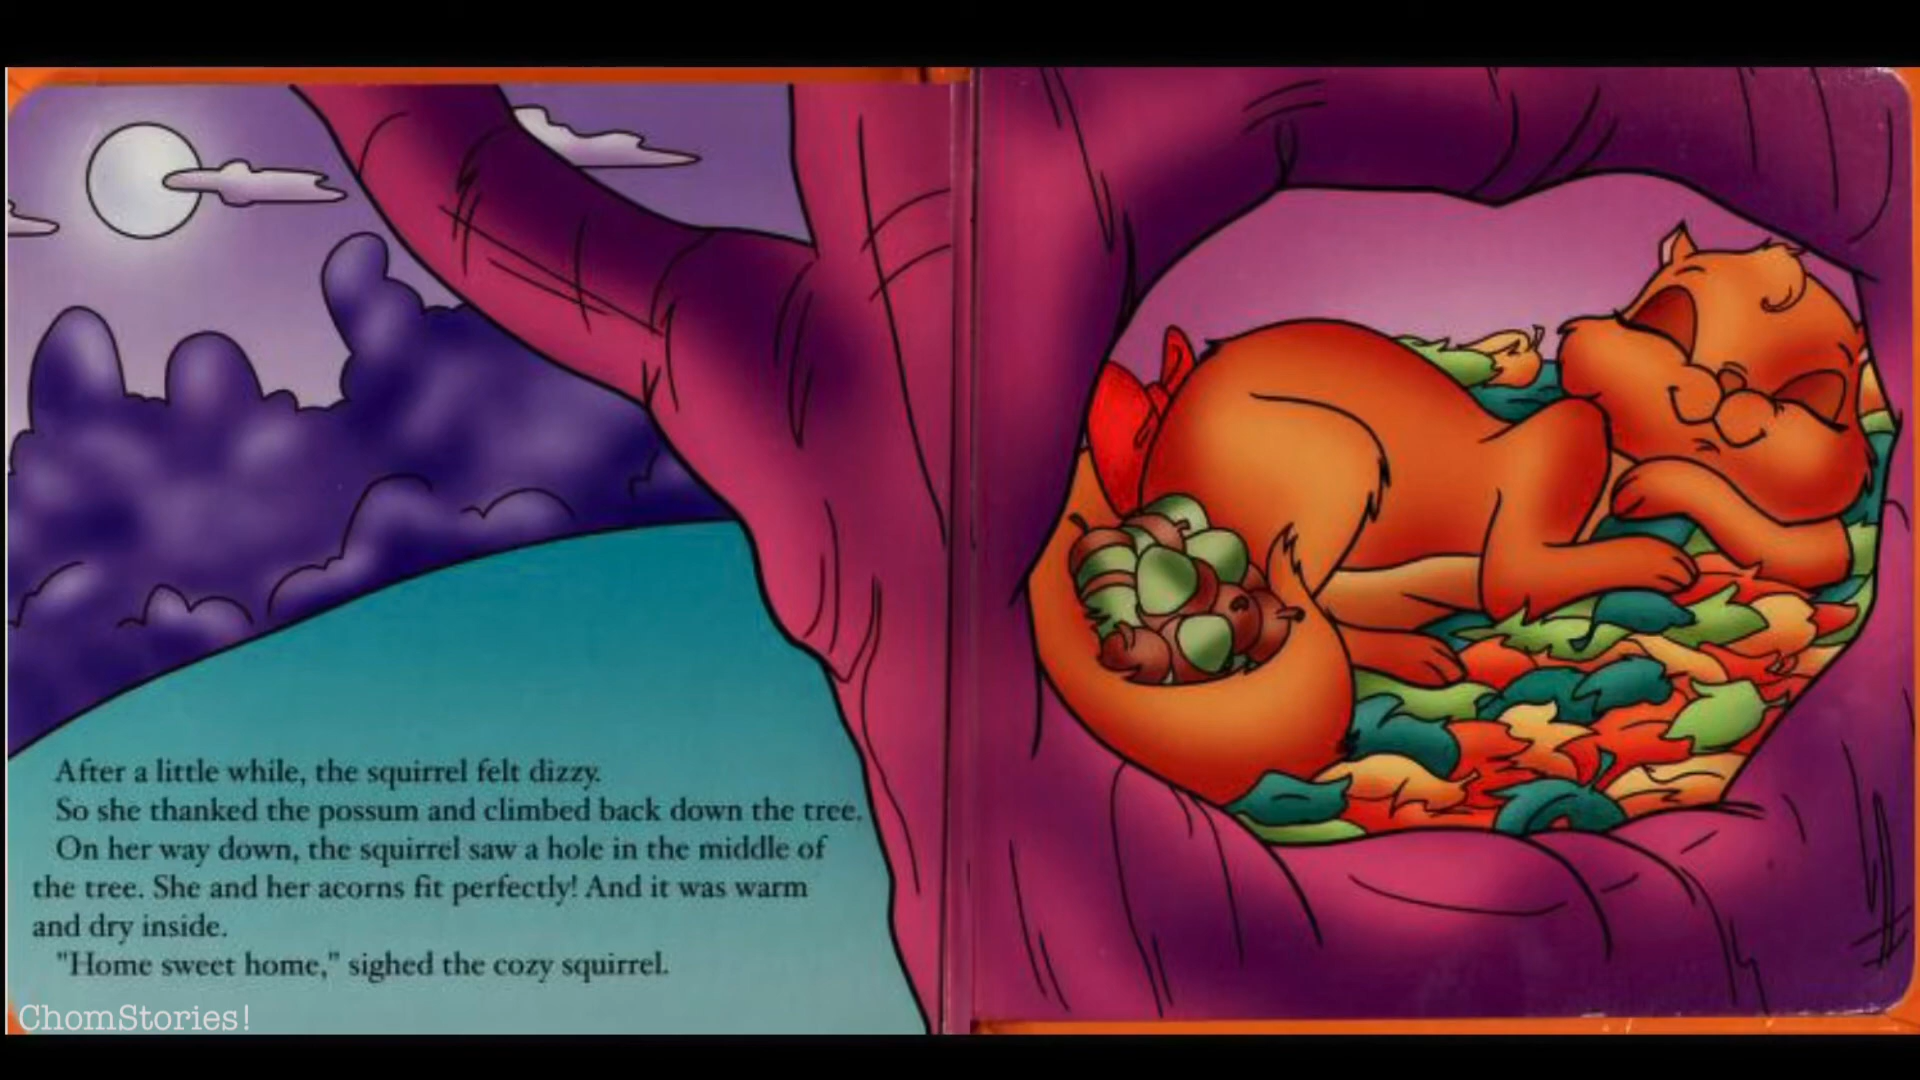 After a little while, the squirrel felt dizzy.
So she thanked the possum and climbed back down the tree.
On her way down, the squirrel saw a hole in the middle of
the tree. She and her acorns fit perfectly! And it was warm
and dry inside.
"Home sweet home," sighed the cozy squirrel.
ChomStories!